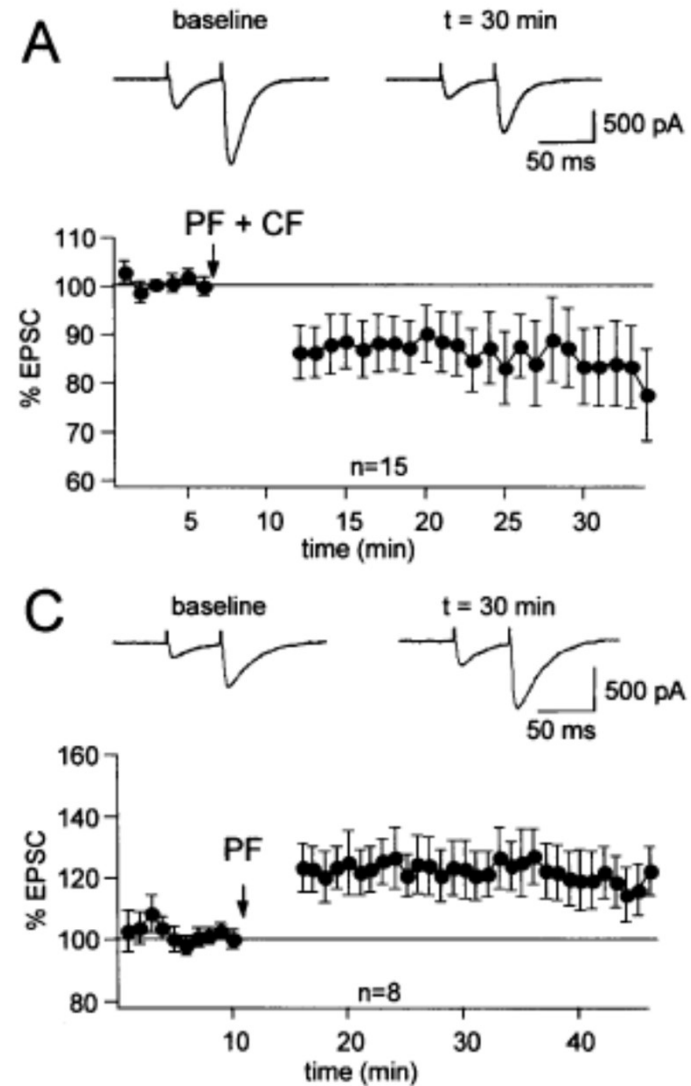 A
baseline
t = 30 min
500 pA
50 ms
PF + CF
110
100
90
80
70
60
% EPSC
n=15
5 10 15 20 25 30
time (min)
C
baseline
t = 30 min
500 pA
50 ms
160
140
120
100
80
% EPSC
PF
n=8
10 20 30 40
time (min)